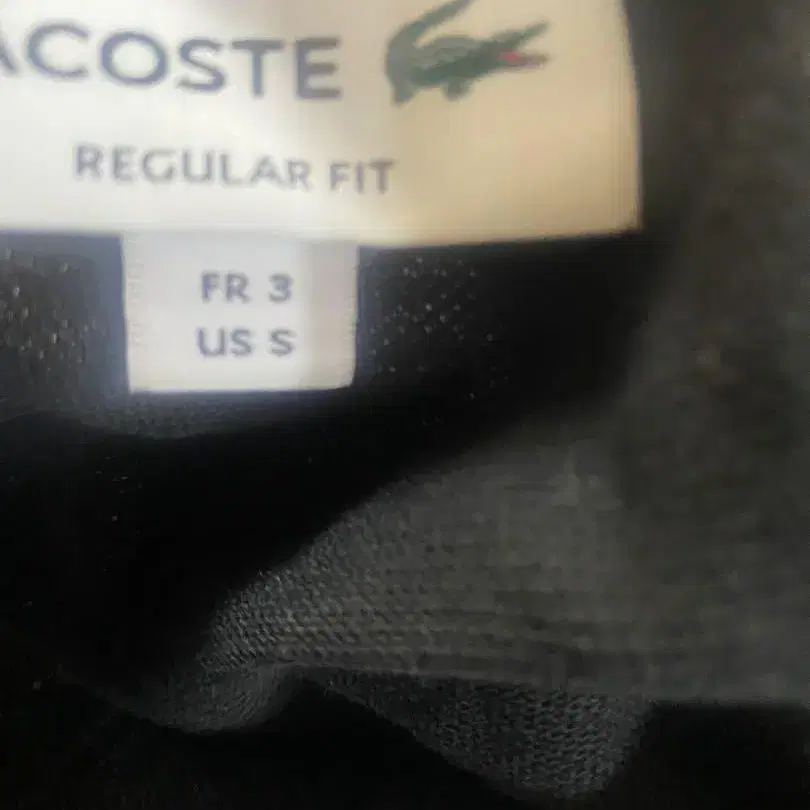 ACOSTE
REGULAR FIT
FR 3
US S